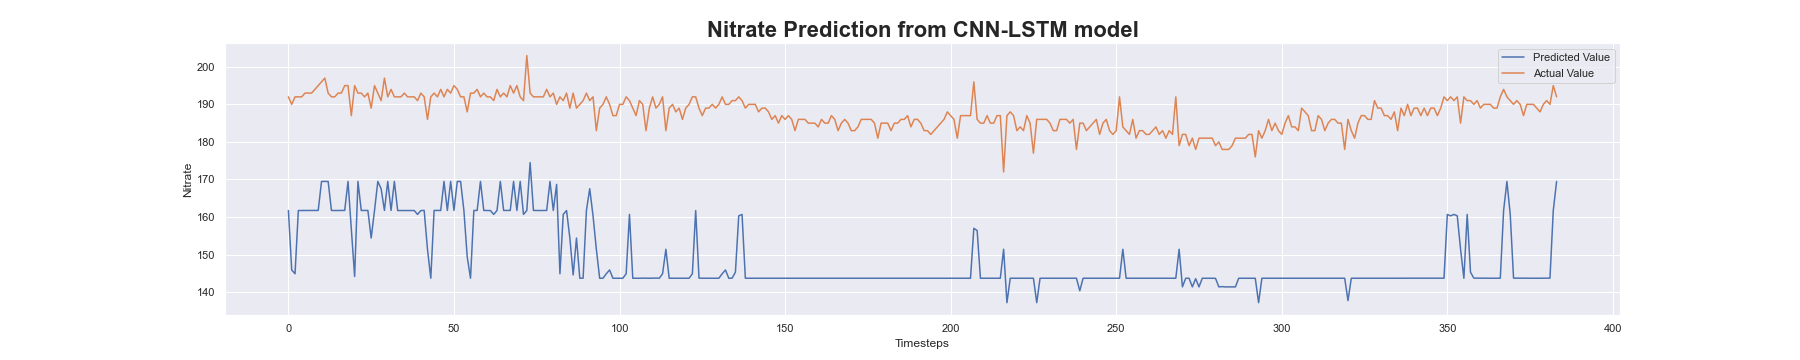 Nitrate Prediction from CNN-LSTM model
Predicted Value
Actual Value
200
190
180
170
160
150
140
Nitrate
0 50 100 150 200 250 300 350 400
Timesteps